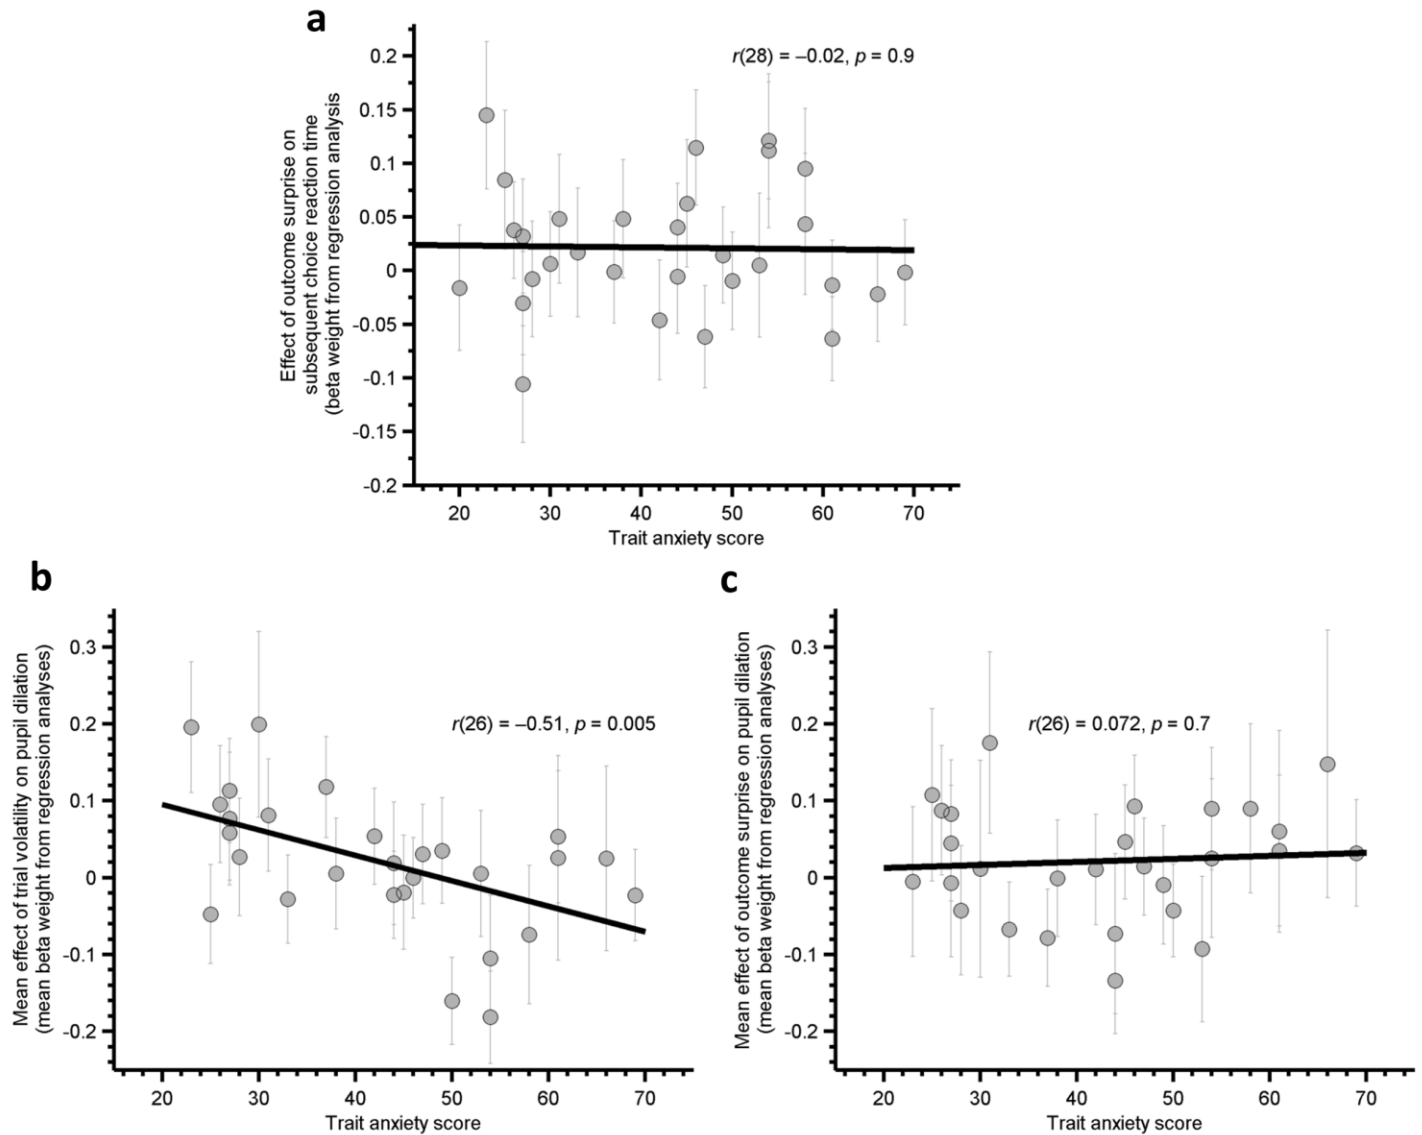 a
r(28) = –0.02, p = 0.9
Effect of outcome surprise on
subsequent choice reaction time
(beta weight from regression analysis
0.2
0.15
0.1
0.05
0
-0.05
-0.1
-0.15
-0.2
20 30 40 50 60 70
Trait anxiety score
b
r(26) = –0.51, p = 0.005
Mean effect of trial volatility on pupil dilation
(mean beta weight from regression analyses)
0.3
0.2
0.1
0
-0.1
-0.2
20 30 40 50 60 70
Trait anxiety score
c
r(26) = 0.072, p = 0.7
Mean effect of outcome surprise on pupil dilation
(mean beta weight from regression analyses)
0.3
0.2
0.1
0
-0.1
-0.2
20 30 40 50 60 70
Trait anxiety score